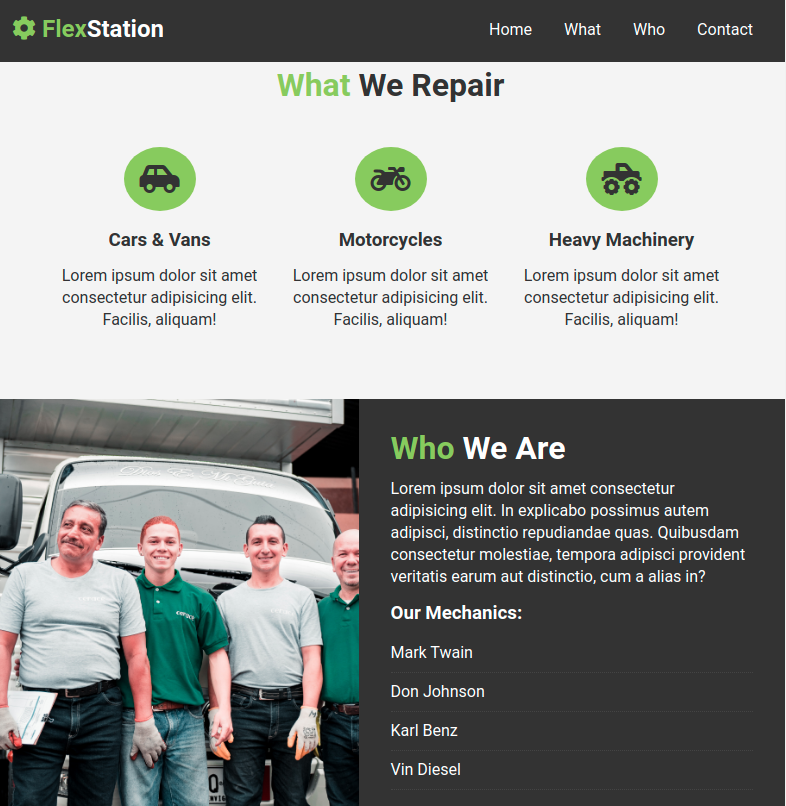 FlexStation
Home What Who Contact
What We Repair
Cars & Vans
Lorem ipsum dolor sit amet
consectetur adipisicing elit.
Facilis, aliquam!
Motorcycles
Lorem ipsum dolor sit amet
consectetur adipisicing elit.
Facilis, aliquam!
Heavy Machinery
Lorem ipsum dolor sit amet
consectetur adipisicing elit.
Facilis, aliquam!
Who We Are
Lorem ipsum dolor sit amet consectetur
adipisicing elit. In explicabo possimus autem
adipisci, distinctio repudiandae quas. Quibusdam
consectetur molestiae, tempora adipisci provident
veritatis earum aut distinctio, cum a alias in?
Our Mechanics:
Mark Twain
Don Johnson
Karl Benz
Vin Diesel